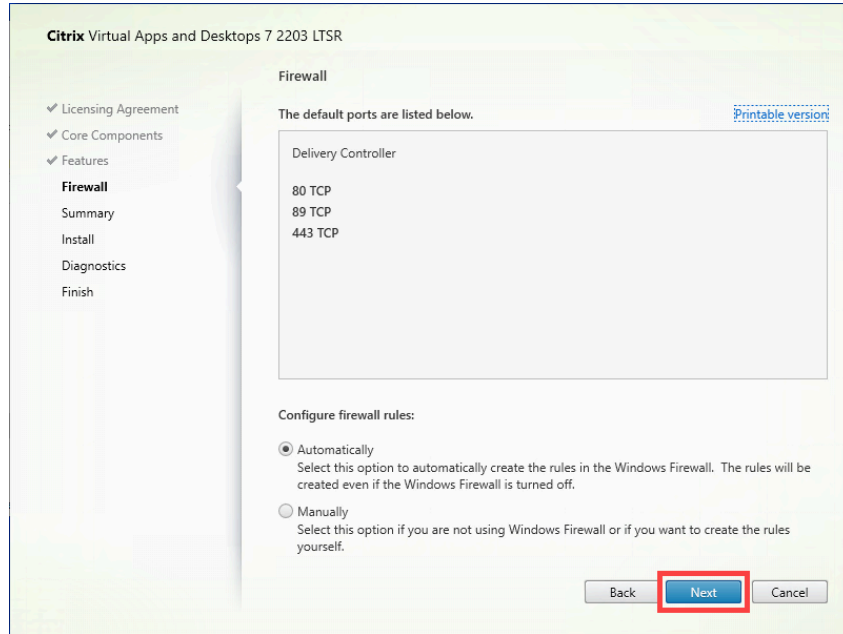 Citrix Virtual Apps and Desktops 7 2203 LTSR
Licensing Agreement
Core Components
Features
Firewall
Summary
Install
Diagnostics
Finish
Firewall
The default ports are listed below.
Printable version
Delivery Controller
80 TCP
89 TCP
443 TCP
Configure firewall rules:
Automatically
Select this option to automatically create the rules in the Windows Firewall. The rules will be
created even if the Windows Firewall is turned off.
Manually
Select this option if you are not using Windows Firewall or if you want to create the rules
yourself.
Back
Next
Cancel